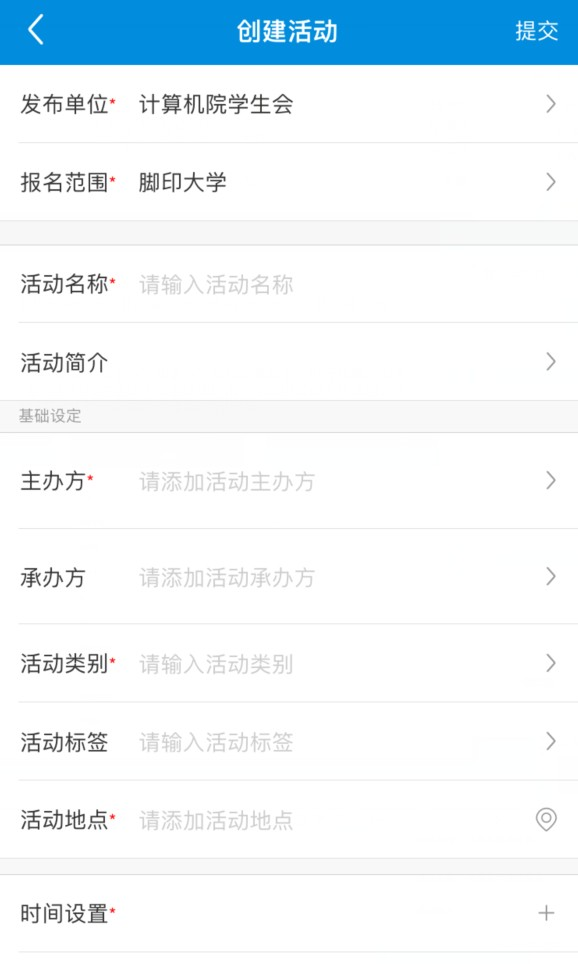 创建活动 提交
发布单位* 计算机院学生会
报名范围* 脚印大学
活动名称* 请输入活动名称
活动简介
基础设定
主办方* 请添加活动主办方
承办方 请添加活动承办方
活动类别* 请输入活动类别
活动标签 请输入活动标签
活动地点* 请添加活动地点
时间设置*